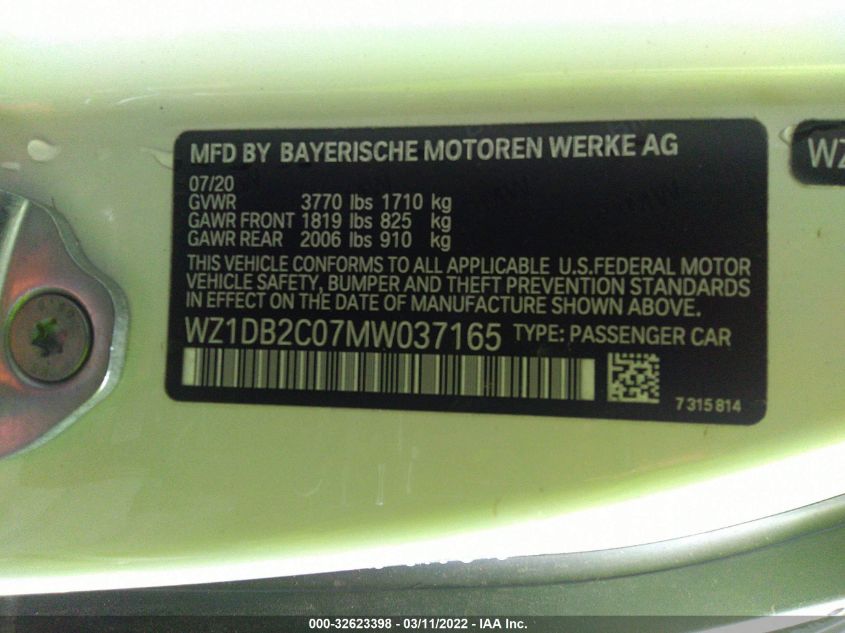 MFD BY BAYERISCHE MOTOREN WERKE AG
07/20
GVWR 3770 lbs 1710 kg
GAWR FRONT 1819 lbs 825 kg
GAWR REAR 2006 lbs 910 kg
THIS VEHICLE CONFORMS TO ALL APPLICABLE U.S.FEDERAL MOTOR
VEHICLE SAFETY, BUMPER AND THEFT PREVENTION STANDARDS
IN EFFECT ON THE DATE OF MANUFACTURE SHOWN ABOVE.
WZ1DB2C07MW037165 TYPE: PASSENGER CAR
7315814
WZ
000-32623398 - 03/11/2022 - IAA Inc.